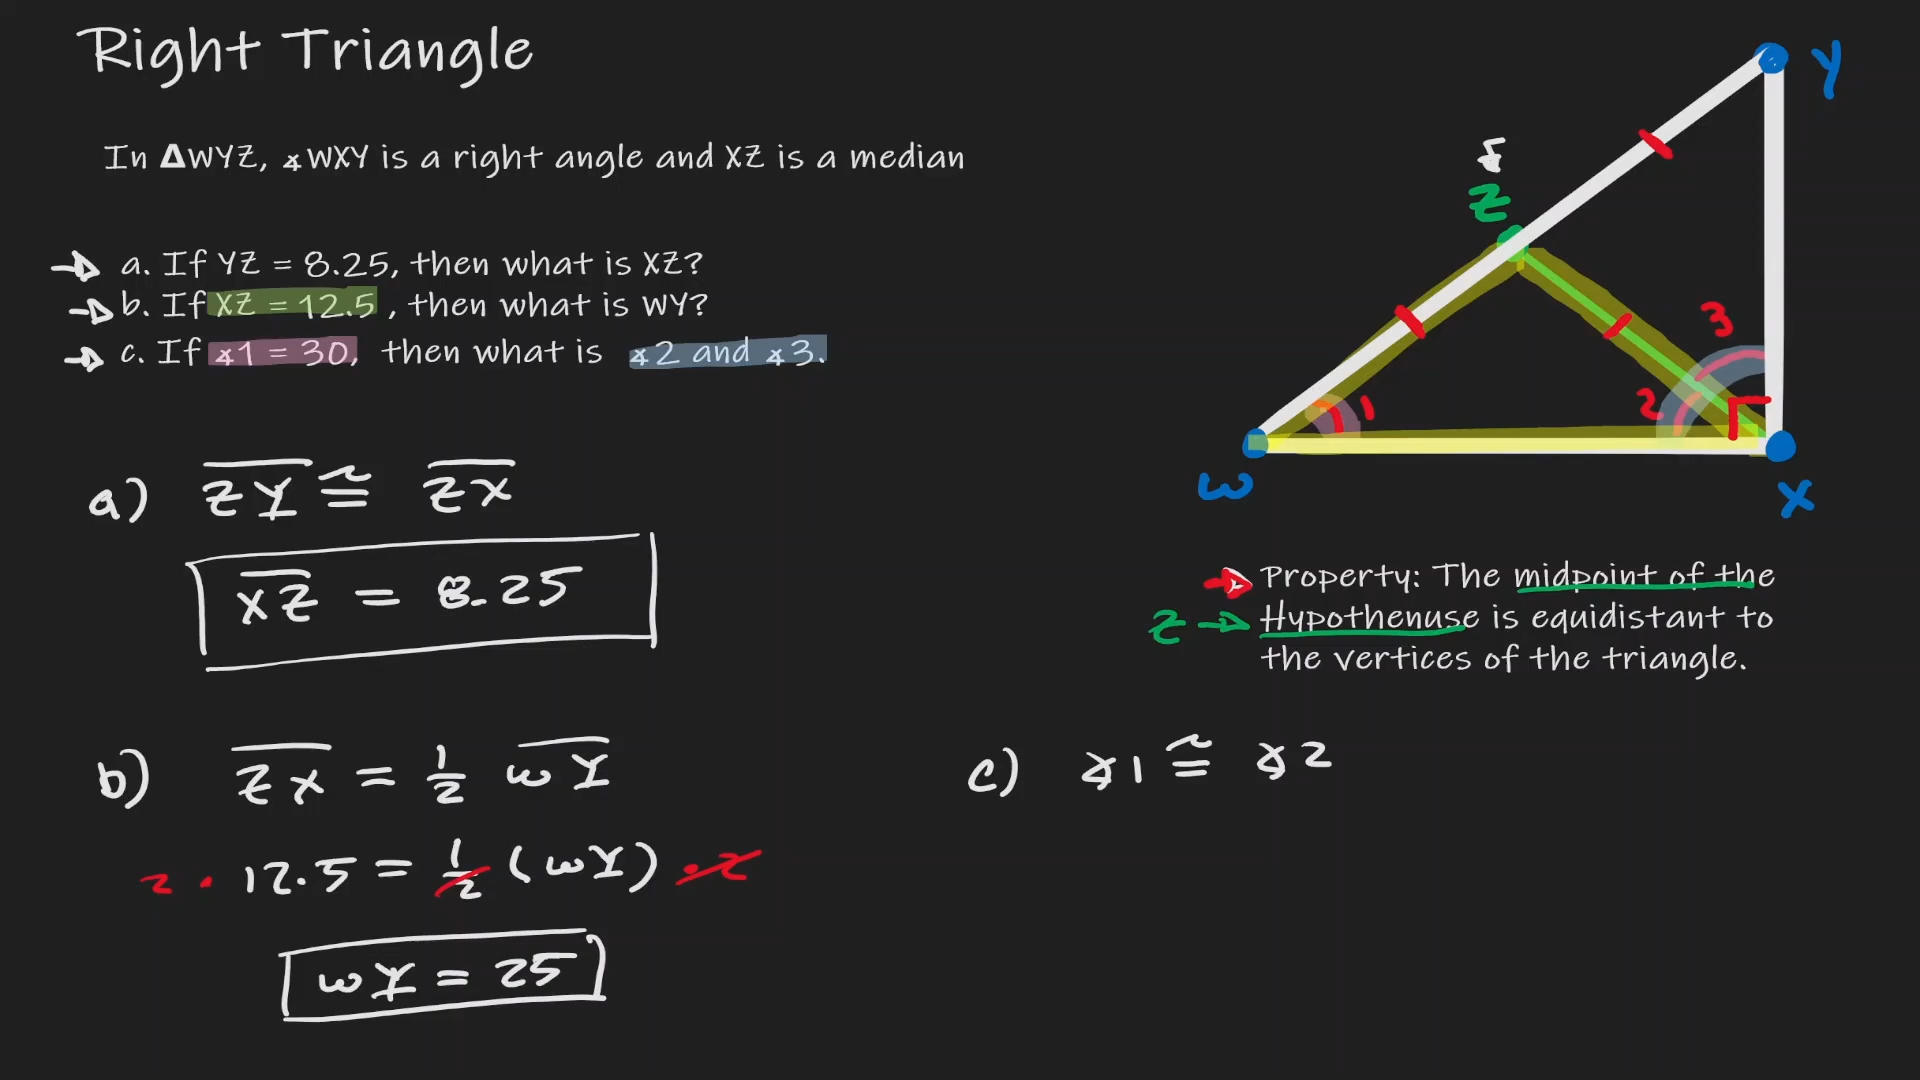 Right Triangle
In ΔWYZ, ∡WXY is a right angle and XZ is a median
a. If YZ = 8.25, then what is XZ?
b. If XZ = 12.5, then what is WY?
c. If ∡1 = 30, then what is ∡2 and ∡3.
Y
5
Z
3
1
2
W
X
Property: The midpoint of the
Z → Hypothenuse is equidistant to
the vertices of the triangle.
a) ZY ≅ ZX
XZ = 8.25
b) ZX = 1/2 WY
2 · 12.5 = 1/2 (WY) · 2
WY = 25
c) ∡1 ≅ ∡2